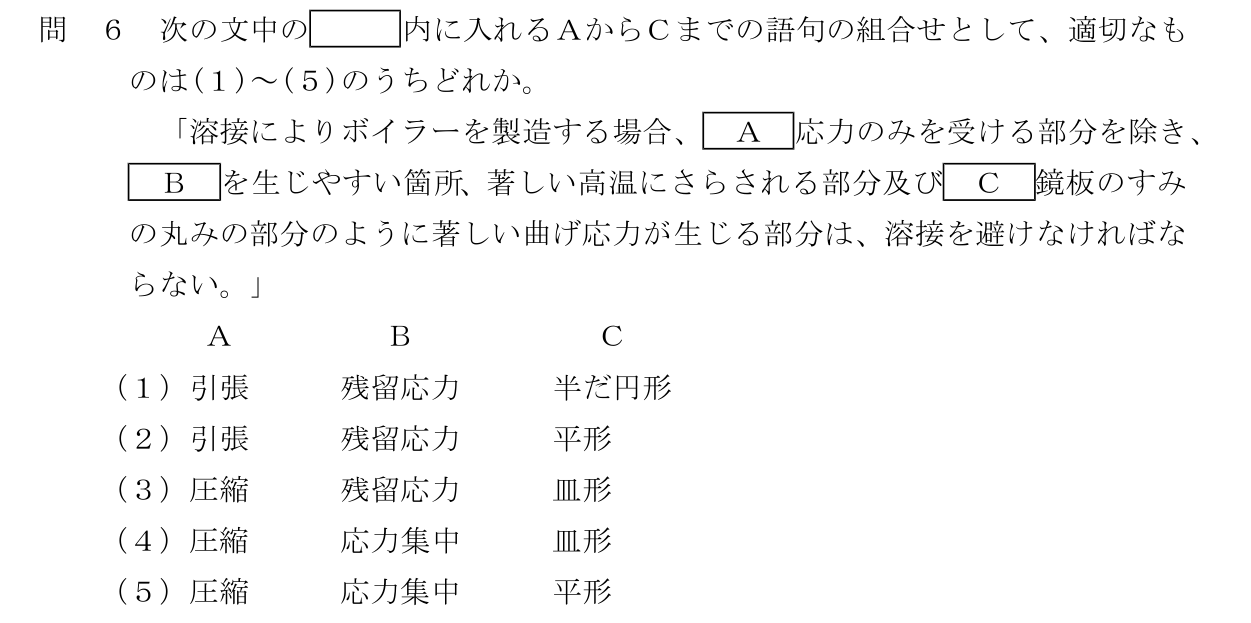 問　６　次の文中の　　　内に入れるＡからＣまでの語句の組合せとして、適切なも
のは(１)～(５)のうちどれか。
「溶接によりボイラーを製造する場合、　Ａ　応力のみを受ける部分を除き、
　Ｂ　を生じやすい箇所、著しい高温にさらされる部分及び　Ｃ　鏡板のすみ
の丸みの部分のように著しい曲げ応力が生じる部分は、溶接を避けなければな
らない。」
Ａ　Ｂ　Ｃ
(１) 引張　残留応力　半だ円形
(２) 引張　残留応力　平形
(３) 圧縮　残留応力　皿形
(４) 圧縮　応力集中　皿形
(５) 圧縮　応力集中　平形